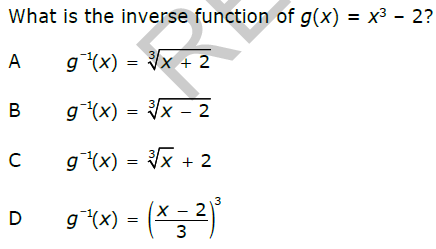 What is the inverse function of g(x) = x³ – 2?
A g⁻¹(x) = ∛(x + 2)
B g⁻¹(x) = ∛(x – 2)
C g⁻¹(x) = ∛x + 2
D g⁻¹(x) = ((x – 2)/3)³